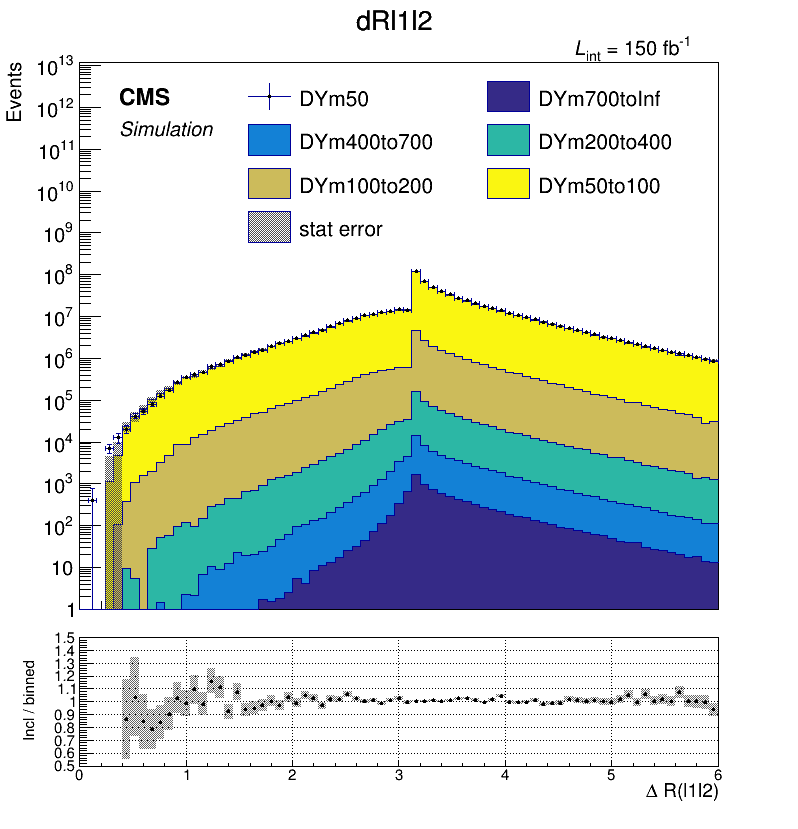 dRl1l2
L_int = 150 fb^-1
Events
10^13
10^12
10^11
10^10
10^9
10^8
10^7
10^6
10^5
10^4
10^3
10^2
10
1
CMS
Simulation
DYm50
DYm700toInf
DYm400to700
DYm200to400
DYm100to200
DYm50to100
stat error
Incl / binned
1.5
1.4
1.3
1.2
1.1
1
0.9
0.8
0.7
0.6
0.5
0 1 2 3 4 5 6
Δ R(l1l2)